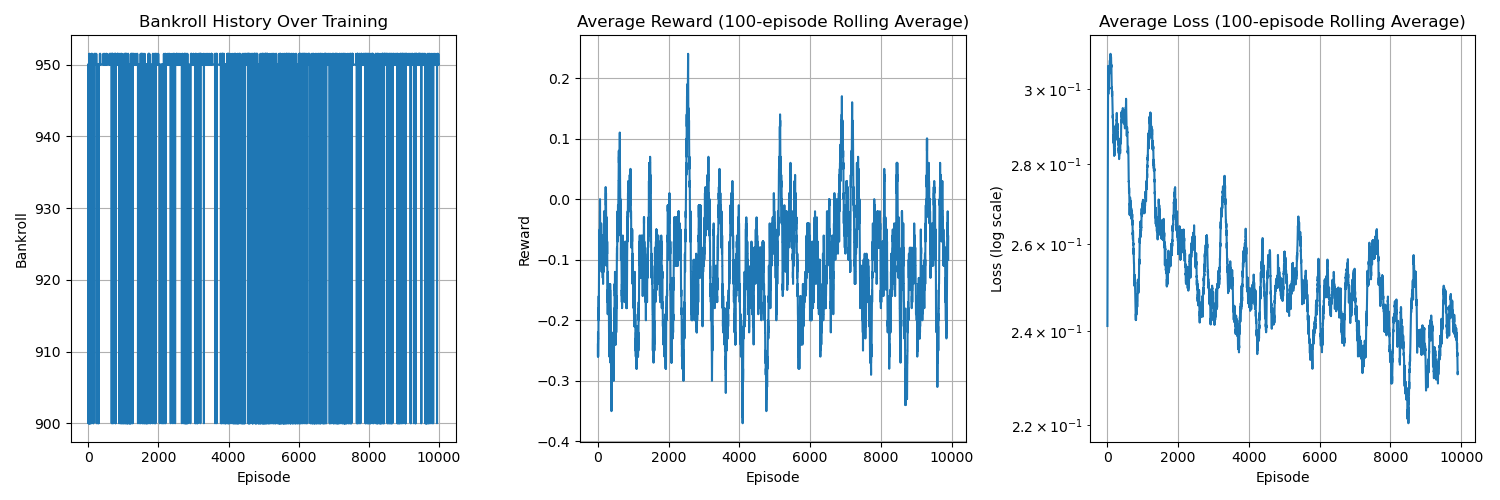 Bankroll History Over Training
950
940
930
920
910
900
Bankroll
0 2000 4000 6000 8000 10000
Episode
Average Reward (100-episode Rolling Average)
0.2
0.1
0.0
−0.1
−0.2
−0.3
−0.4
Reward
0 2000 4000 6000 8000 10000
Episode
Average Loss (100-episode Rolling Average)
3 × 10⁻¹
2.8 × 10⁻¹
2.6 × 10⁻¹
2.4 × 10⁻¹
2.2 × 10⁻¹
Loss (log scale)
0 2000 4000 6000 8000 10000
Episode